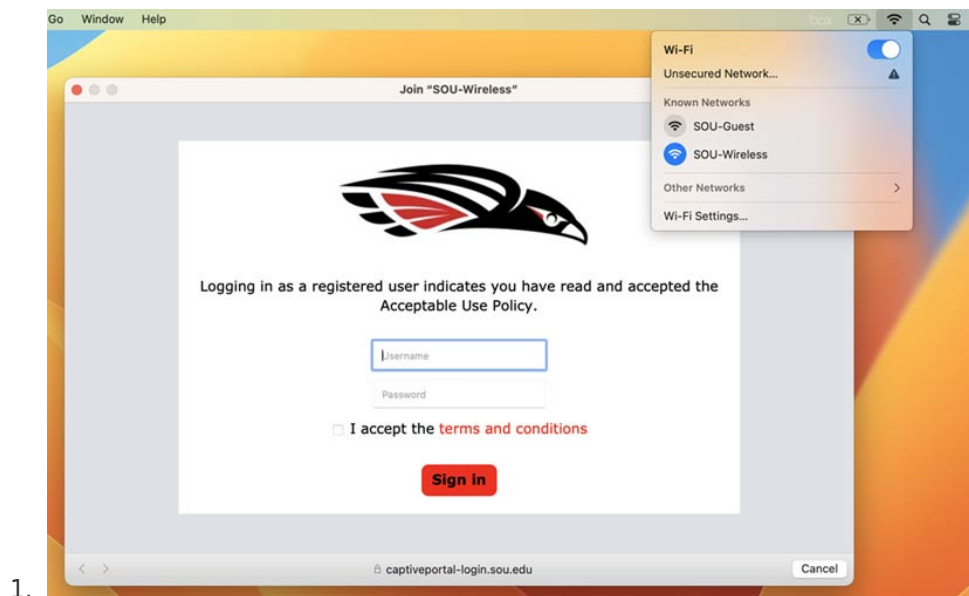 Go Window Help
box
Wi-Fi
Unsecured Network...
Known Networks
SOU-Guest
SOU-Wireless
Other Networks
Wi-Fi Settings...
Join "SOU-Wireless"
Logging in as a registered user indicates you have read and accepted the
Acceptable Use Policy.
Username
Password
I accept the terms and conditions
Sign in
captiveportal-login.sou.edu
Cancel
1.